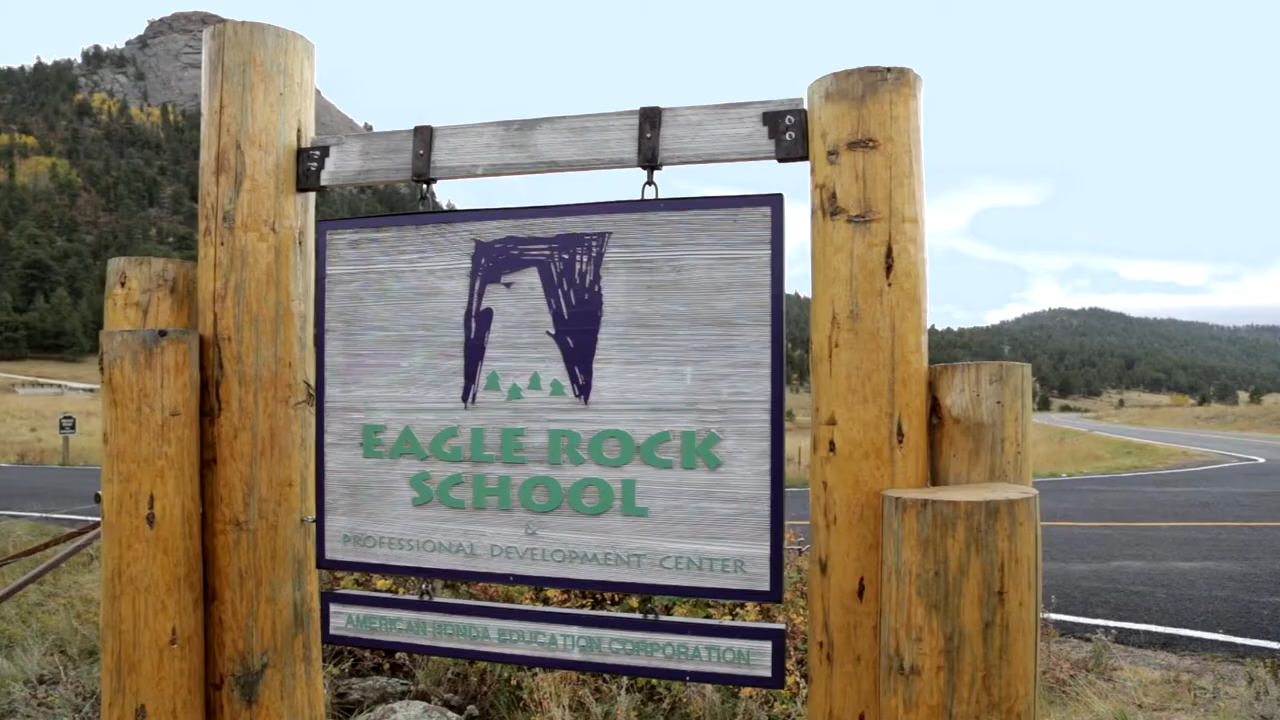 EAGLE ROCK
SCHOOL
&
PROFESSIONAL DEVELOPMENT CENTER
AMERICAN HONDA EDUCATION CORPORATION